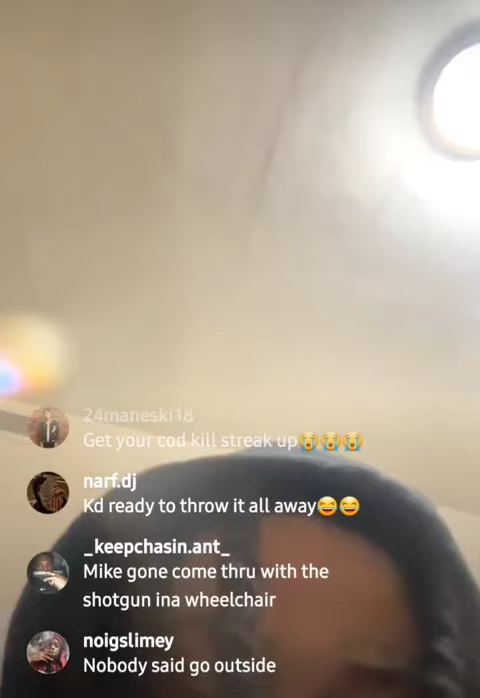 24maneski18
Get your cod kill streak up😭😭😭
narf.dj
Kd ready to throw it all away😂😂
_keepchasin.ant_
Mike gone come thru with the
shotgun ina wheelchair
noigslimey
Nobody said go outside